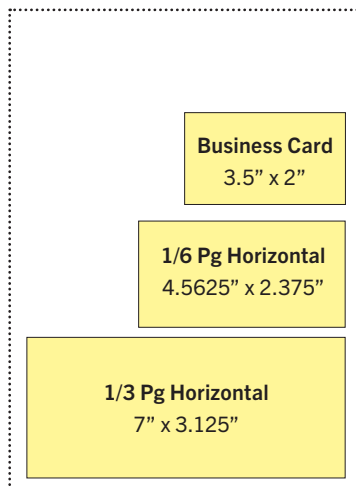 Business Card
3.5” x 2”
1/6 Pg Horizontal
4.5625” x 2.375”
1/3 Pg Horizontal
7” x 3.125”